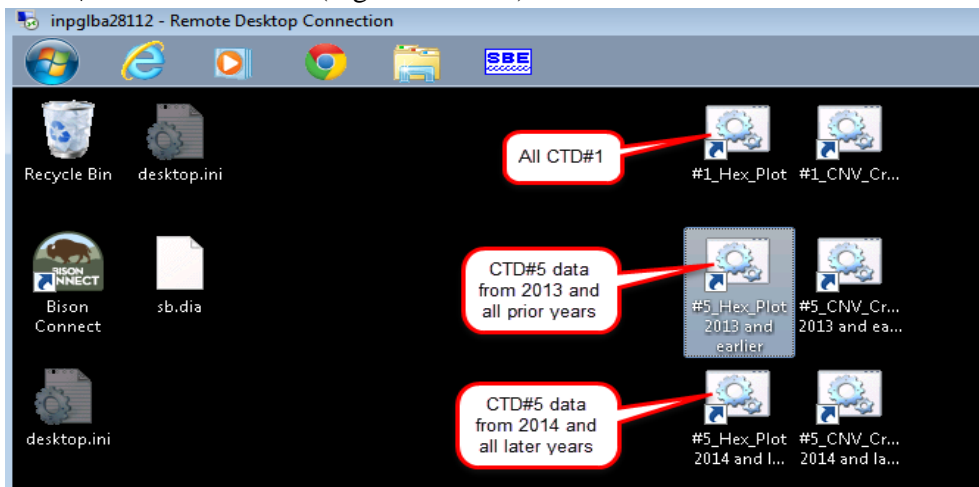 inpglba28112 - Remote Desktop Connection
SBE
All CTD#1
Recycle Bin
desktop.ini
#1_Hex_Plot
#1_CNV_Cr...
CTD#5 data
from 2013 and
all prior years
BISON
CONNECT
Bison
Connect
sb.dia
#5_Hex_Plot
2013 and
earlier
#5_CNV_Cr...
2013 and ea...
CTD#5 data
from 2014 and
all later years
desktop.ini
#5_Hex_Plot
2014 and l...
#5_CNV_Cr...
2014 and la...